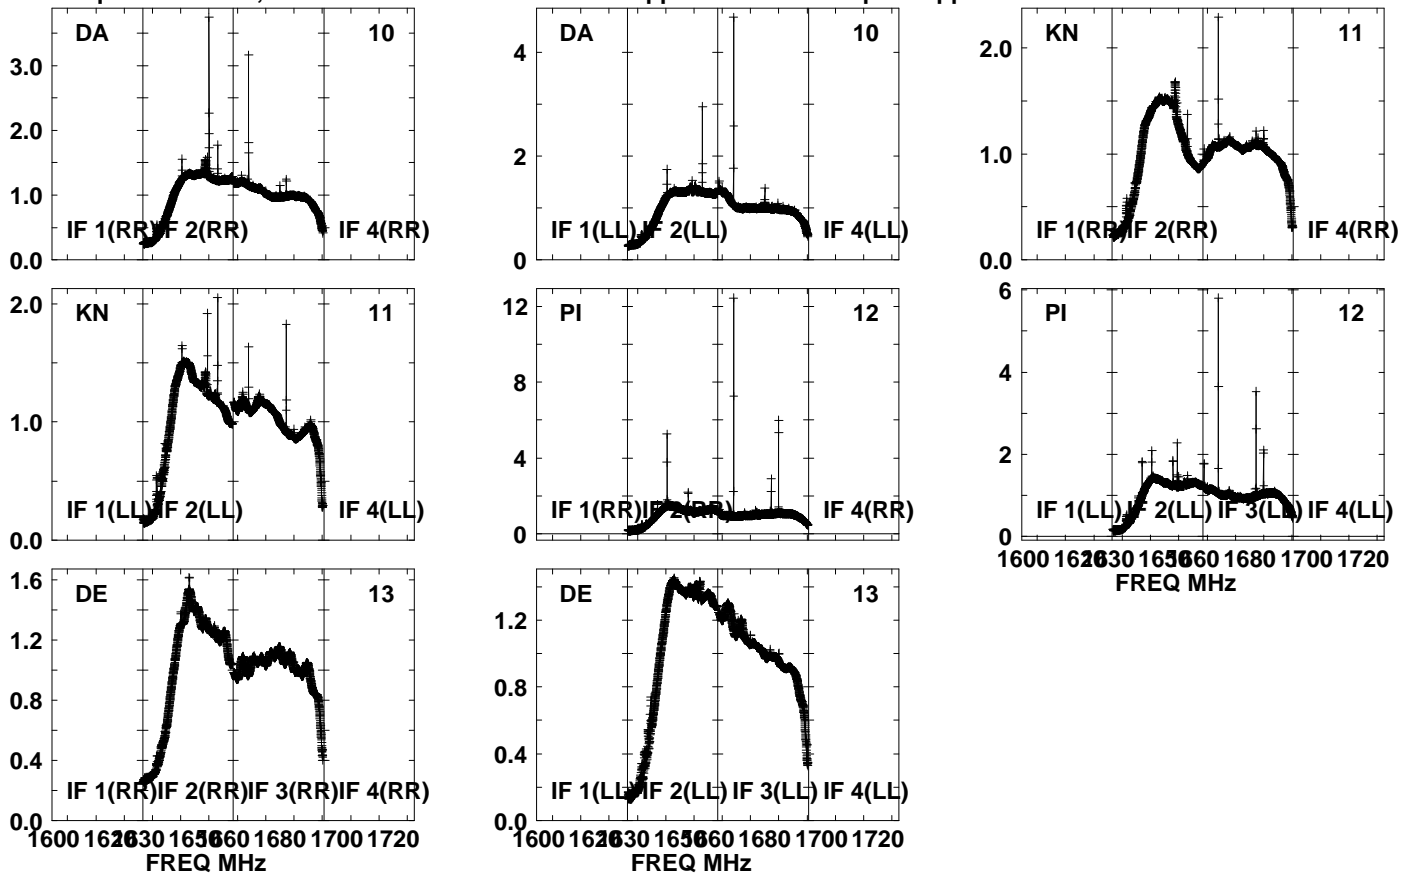 DA 10 DA 10 KN 11
3.0 4 2.0
2.0 2 1.0
1.0
IF 1(RR) IF 2(RR) IF 4(RR) IF 1(LL) IF 2(LL) IF 4(LL) IF 1(RR) IF 2(RR) IF 4(RR)
0.0 0 0.0
KN 11 PI 12 PI 12
2.0 12 6
8 4
1.0 4 2
IF 1(LL) IF 2(LL) IF 4(LL) IF 1(RR) IF 2(RR) IF 4(RR) IF 1(LL) IF 2(LL) IF 3(LL) IF 4(LL)
0.0 0 0
1600 1620 1630 1650 1660 1680 1700 1720
FREQ MHz
DE 13 DE 13
1.6
1.2 1.2
0.8 0.8
0.4 0.4
IF 1(RR) IF 2(RR) IF 3(RR) IF 4(RR) IF 1(LL) IF 2(LL) IF 3(LL) IF 4(LL)
0.0 0.0
1600 1620 1630 1650 1660 1680 1700 1720 1600 1620 1630 1650 1660 1680 1700 1720
FREQ MHz FREQ MHz